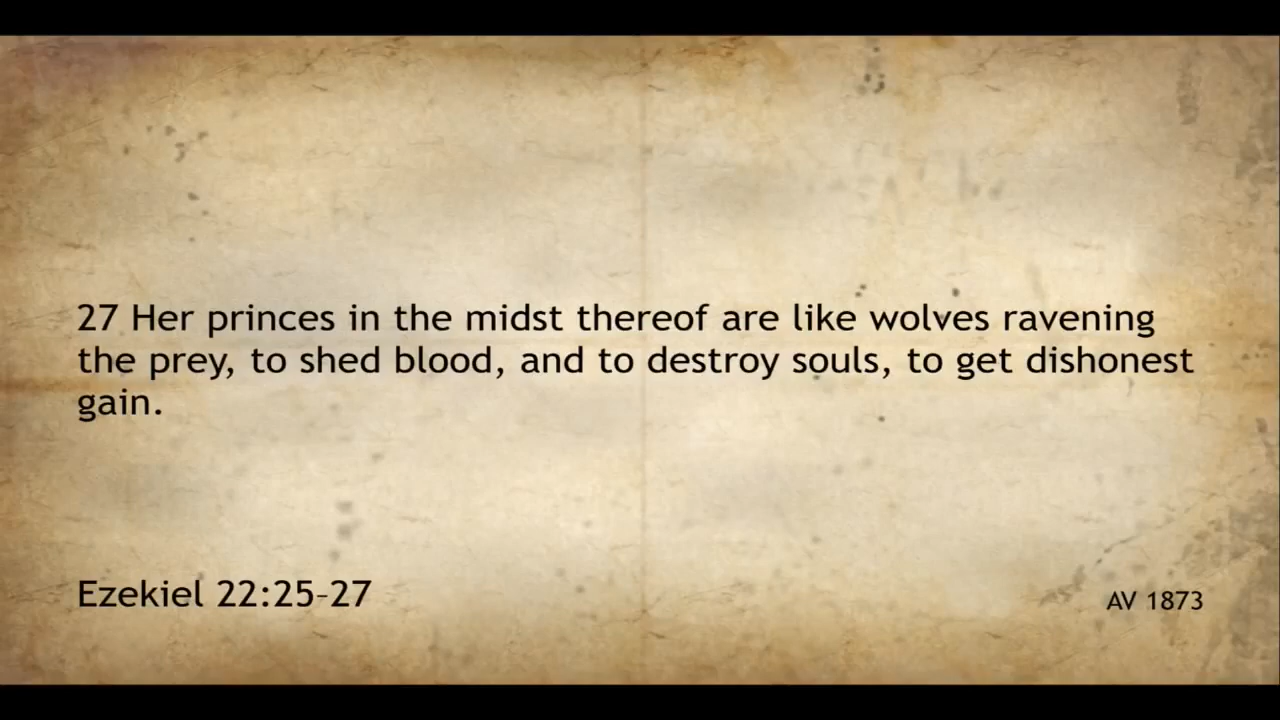 27 Her princes in the midst thereof are like wolves ravening
the prey, to shed blood, and to destroy souls, to get dishonest
gain.
Ezekiel 22:25–27
AV 1873